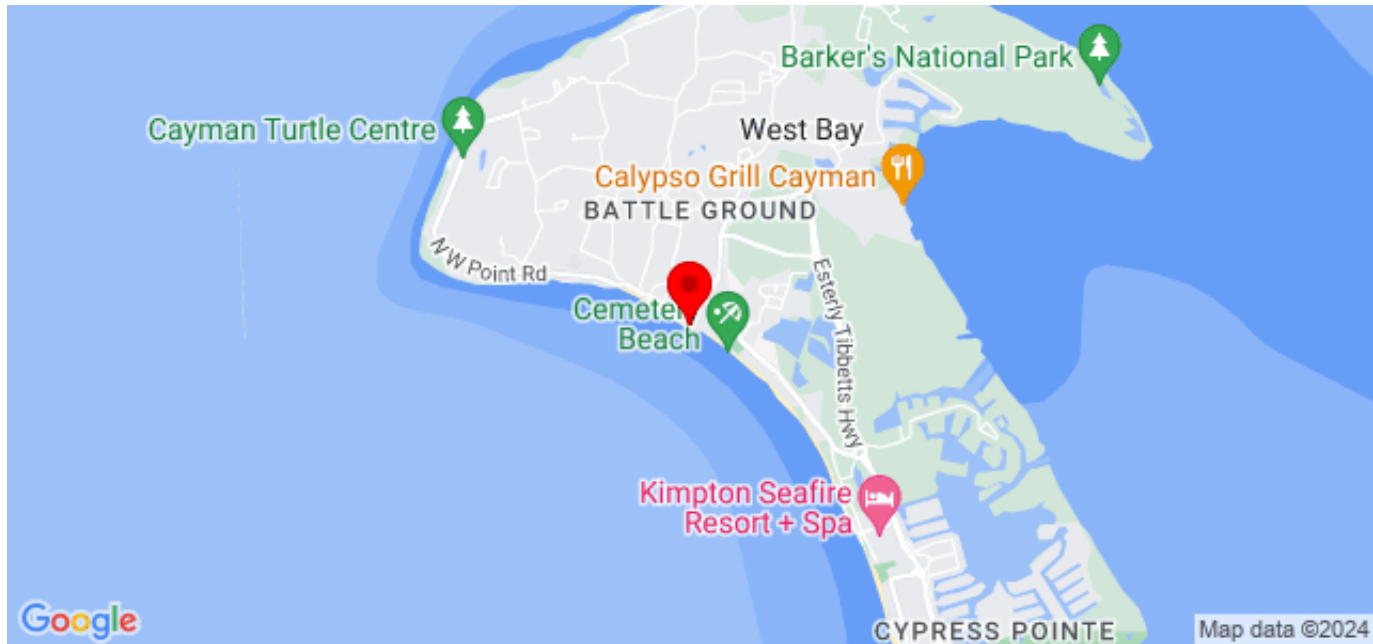 Barker's National Park
Cayman Turtle Centre
West Bay
Calypso Grill Cayman
BATTLE GROUND
NW Point Rd
Esterly Tibbetts Hwy
Cemeter
Beach
Kimpton Seafire
Resort + Spa
CYPRESS POINTE
Google
Map data ©2024